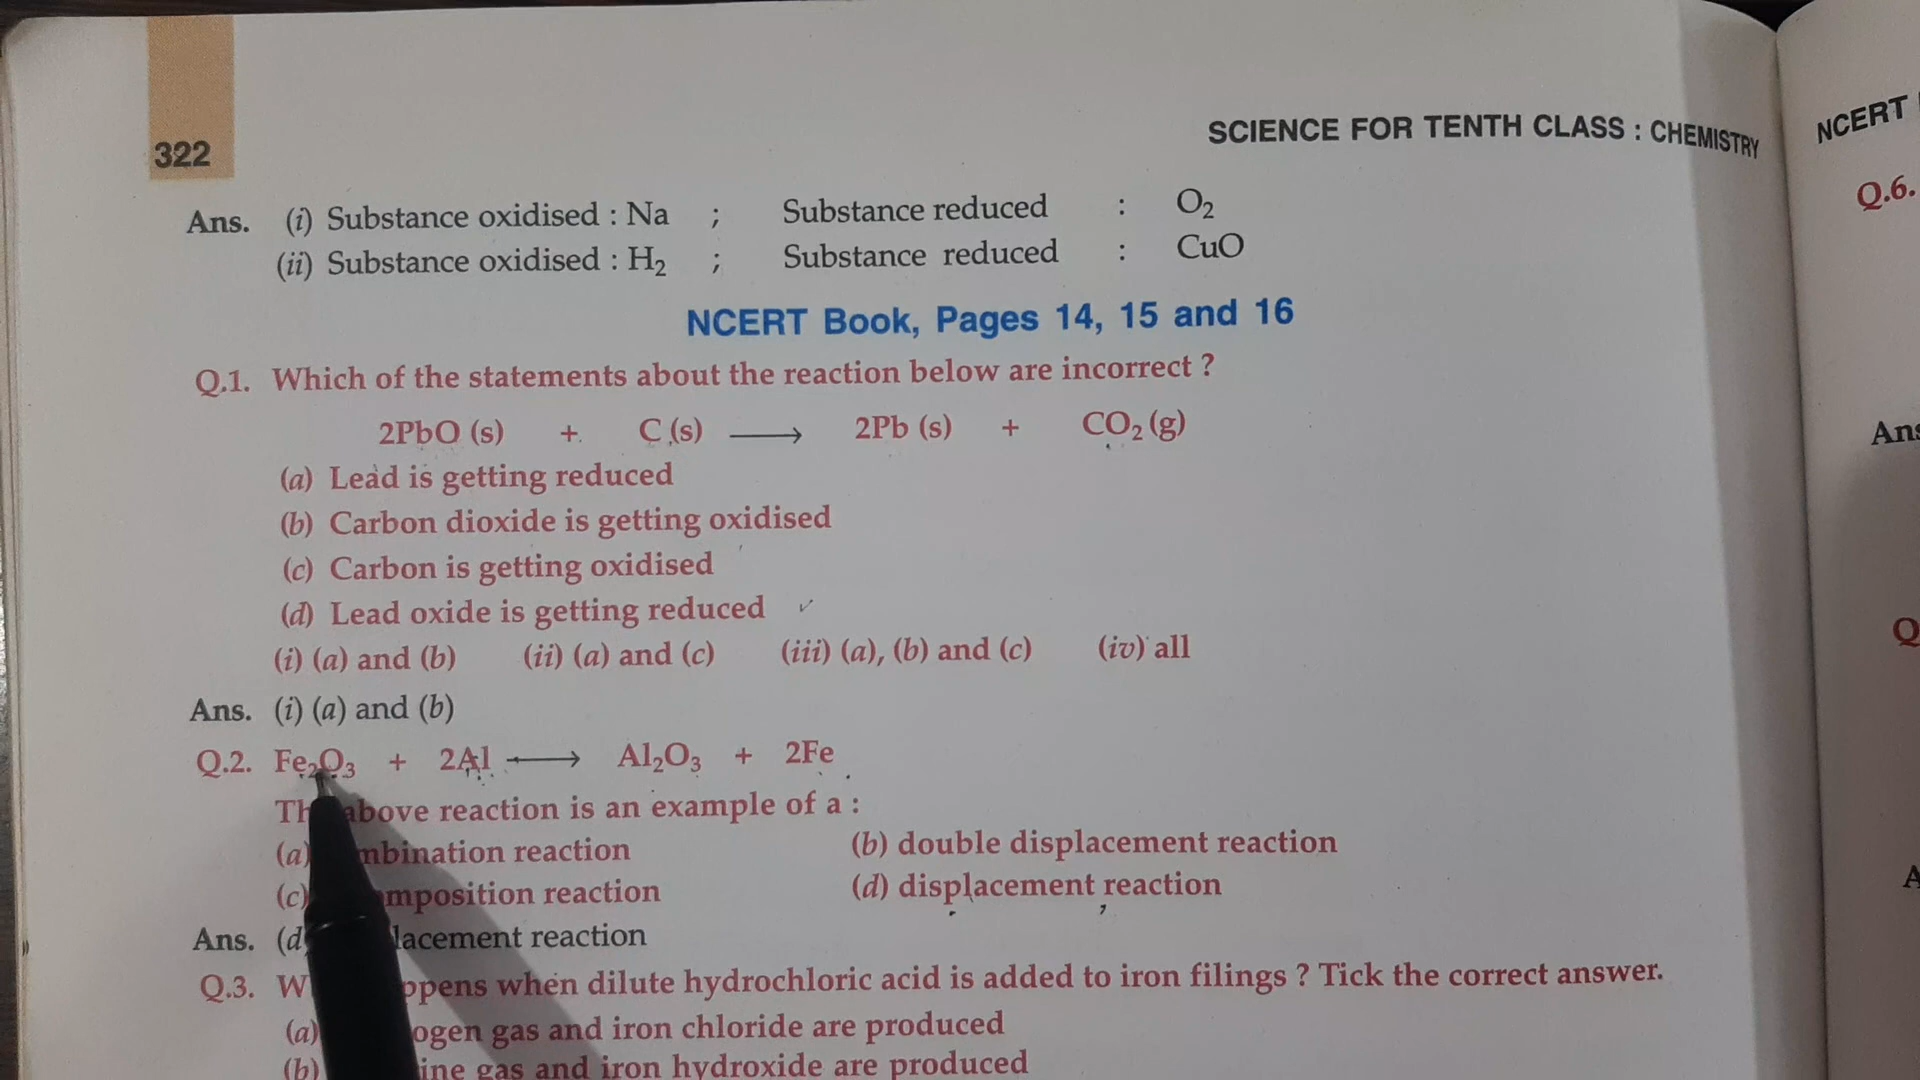 322
SCIENCE FOR TENTH CLASS : CHEMISTRY
Ans. (i) Substance oxidised : Na ; Substance reduced : O₂
(ii) Substance oxidised : H₂ ; Substance reduced : CuO
NCERT Book, Pages 14, 15 and 16
Q.1. Which of the statements about the reaction below are incorrect ?
2PbO (s) + C (s) ⟶ 2Pb (s) + CO₂ (g)
(a) Lead is getting reduced
(b) Carbon dioxide is getting oxidised
(c) Carbon is getting oxidised
(d) Lead oxide is getting reduced
(i) (a) and (b) (ii) (a) and (c) (iii) (a), (b) and (c) (iv) all
Ans. (i) (a) and (b)
Q.2. Fe₂O₃ + 2Al ⟶ Al₂O₃ + 2Fe
above reaction is an example of a :
(a) reaction (b) double displacement reaction
(c) reaction (d) displacement reaction
Ans. (d reaction
Q.3. when dilute hydrochloric acid is added to iron filings ? Tick the correct answer.
(a) gas and iron chloride are produced
(b) gas and iron hydroxide are produced
NCERT
Q.6.
Ans
Q
A